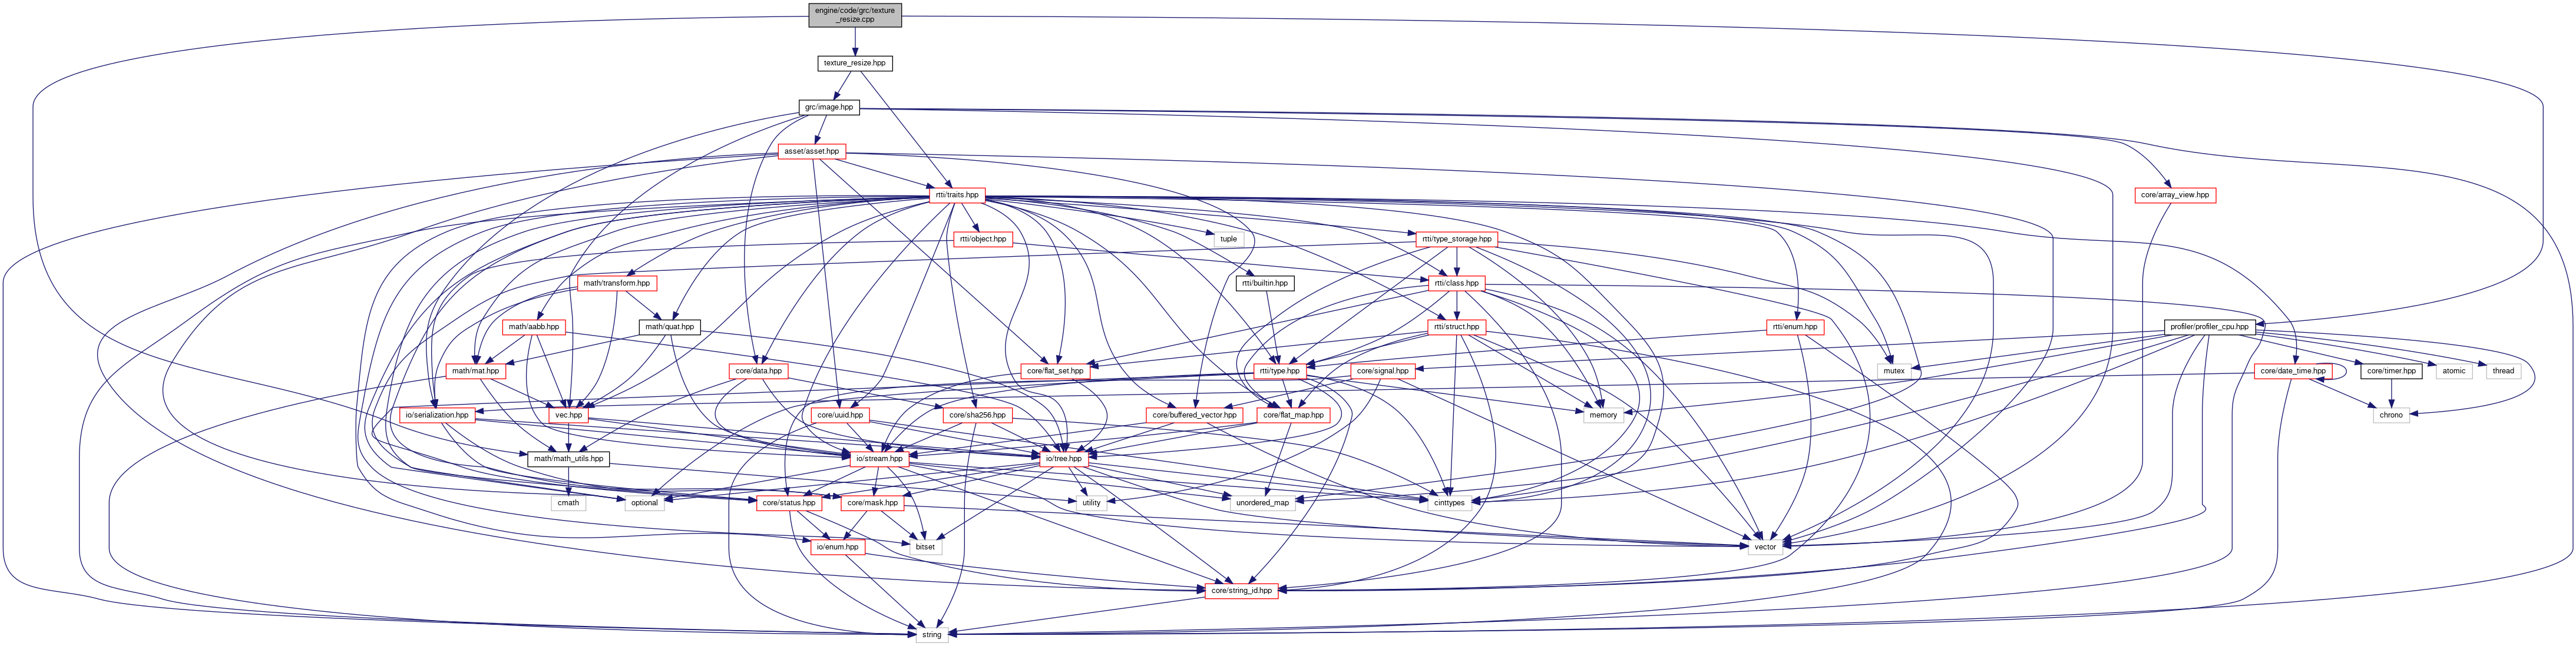 engine/code/grc/texture
_resize.cpp
texture_resize.hpp
grc/image.hpp
asset/asset.hpp
rtti/traits.hpp
core/array_view.hpp
rtti/object.hpp
tuple
rtti/type_storage.hpp
math/transform.hpp
rtti/builtin.hpp
rtti/class.hpp
math/aabb.hpp
math/quat.hpp
rtti/struct.hpp
rtti/enum.hpp
profiler/profiler_cpu.hpp
math/mat.hpp
core/data.hpp
core/flat_set.hpp
rtti/type.hpp
core/signal.hpp
mutex
core/date_time.hpp
core/timer.hpp
atomic
thread
io/serialization.hpp
vec.hpp
core/uuid.hpp
core/sha256.hpp
core/buffered_vector.hpp
core/flat_map.hpp
memory
chrono
math/math_utils.hpp
io/stream.hpp
io/tree.hpp
cmath
optional
core/status.hpp
core/mask.hpp
utility
unordered_map
cinttypes
io/enum.hpp
bitset
vector
core/string_id.hpp
string